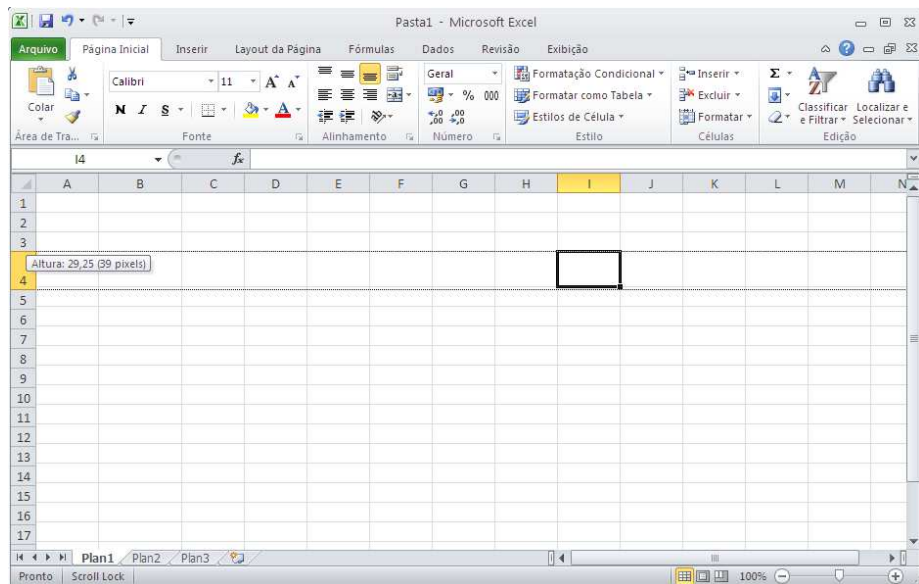 Pasta1 - Microsoft Excel
Arquivo Página Inicial Inserir Layout da Página Fórmulas Dados Revisão Exibição
Calibri 11 A A Geral Formatação Condicional Inserir Σ
Colar N I S A % 000 Formatar como Tabela Excluir Classificar e Filtrar Localizar e Selecionar
,00 ,0 Estilos de Célula Formatar
Área de Tra... Fonte Alinhamento Número Estilo Células Edição
I4 fx
A B C D E F G H I J K L M N
1
2
3
Altura: 29,25 (39 pixels)
4
5
6
7
8
9
10
11
12
13
14
15
16
17
Plan1 Plan2 Plan3
Pronto Scroll Lock 100%